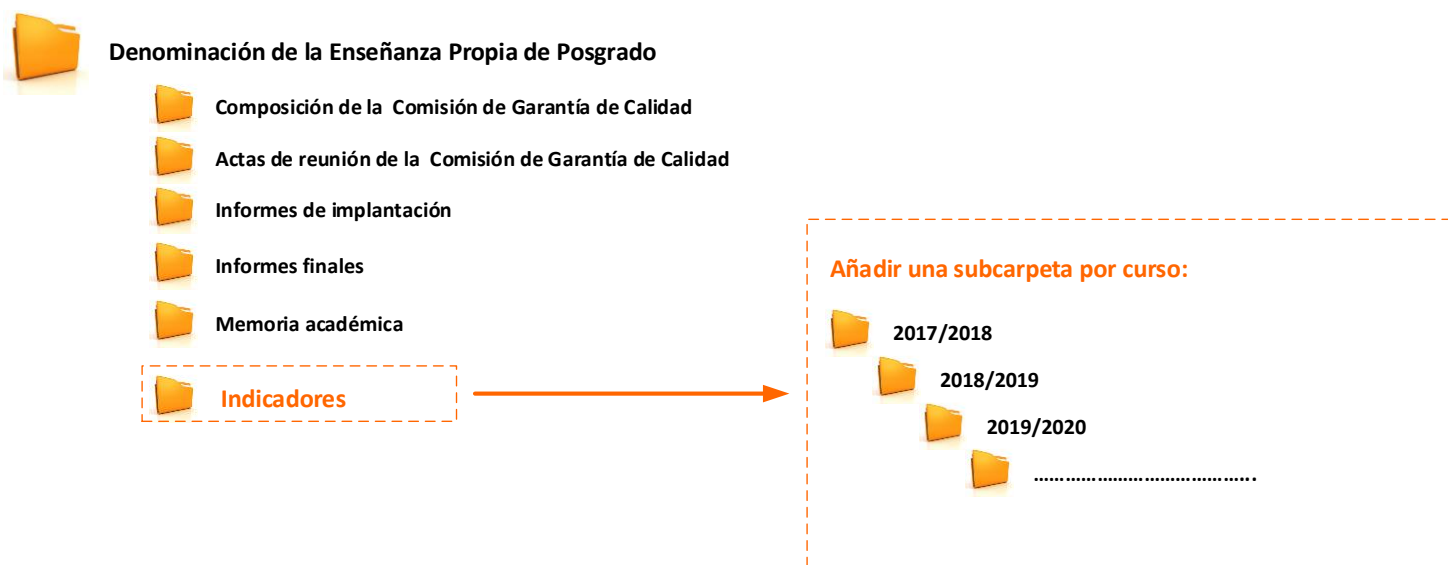 Denominación de la Enseñanza Propia de Posgrado
Composición de la  Comisión de Garantía de Calidad
Actas de reunión de la  Comisión de Garantía de Calidad
Informes de implantación
Informes finales
Memoria académica
Indicadores
Añadir una subcarpeta por curso:
2017/2018
2018/2019
2019/2020
…………………………………..